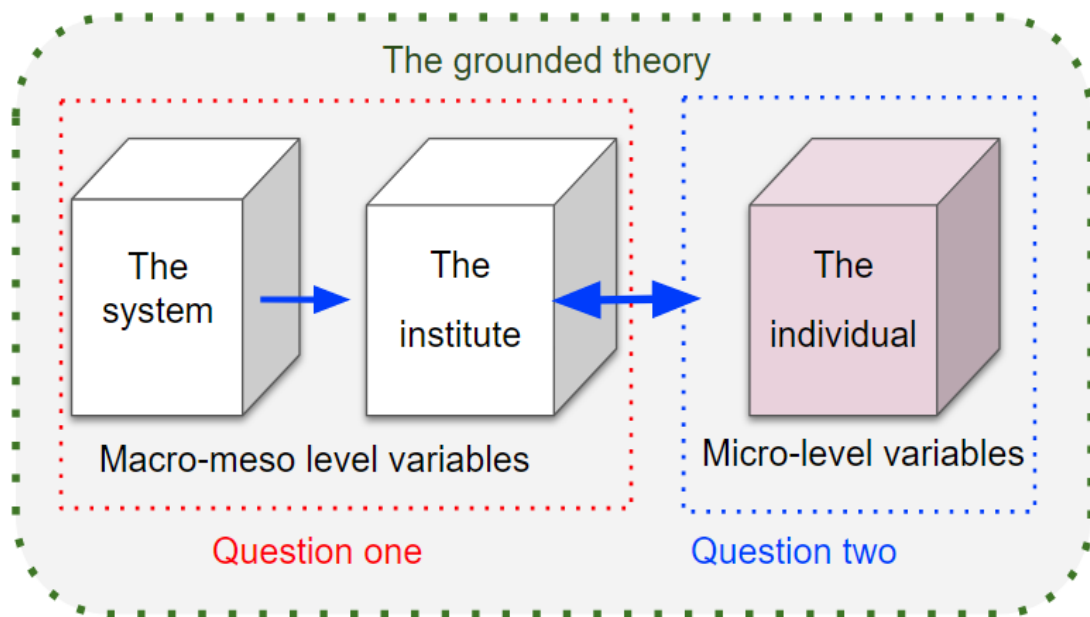 The grounded theory
The
system
The
institute
The
individual
Macro-meso level variables
Micro-level variables
Question one
Question two